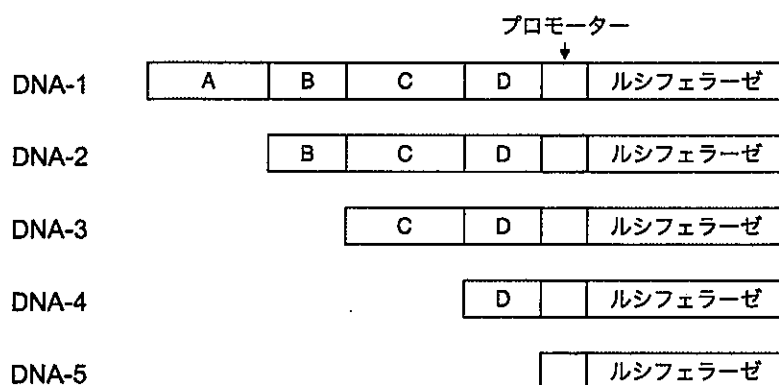 プロモーター
DNA-1 A B C D ルシフェラーゼ
DNA-2 B C D ルシフェラーゼ
DNA-3 C D ルシフェラーゼ
DNA-4 D ルシフェラーゼ
DNA-5 ルシフェラーゼ